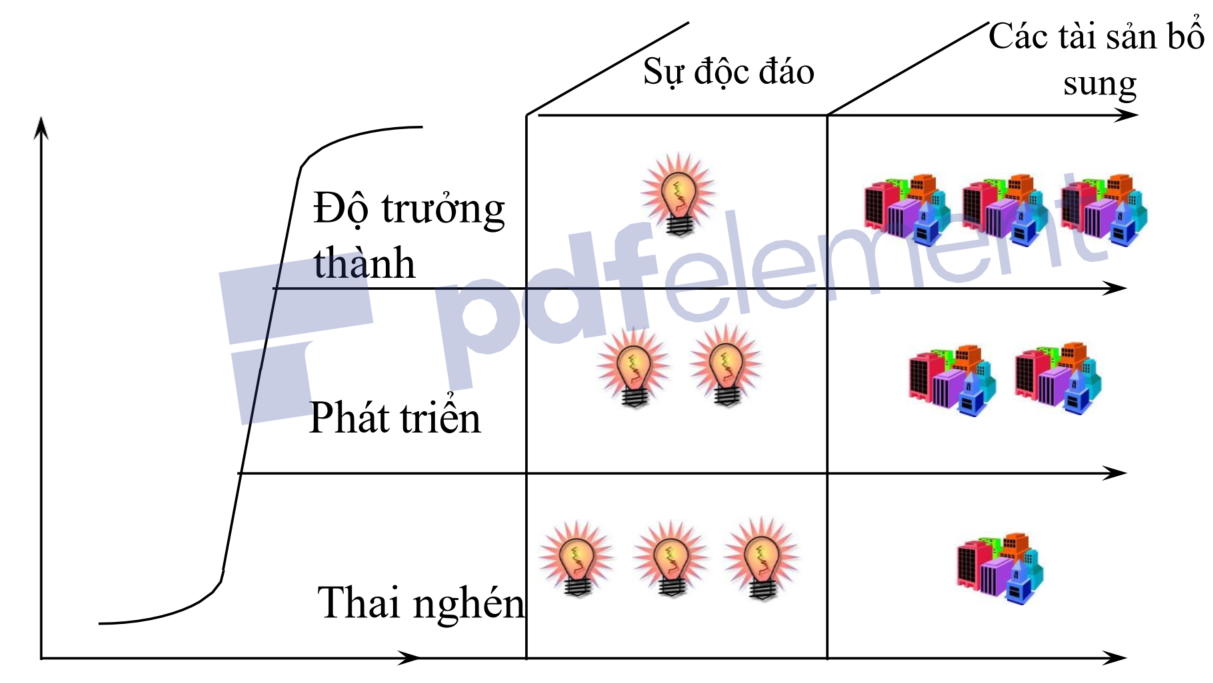 Các tài sản bổ
sung
Sự độc đáo
Độ trưởng
thành
pdfelement
Phát triển
Thai nghén